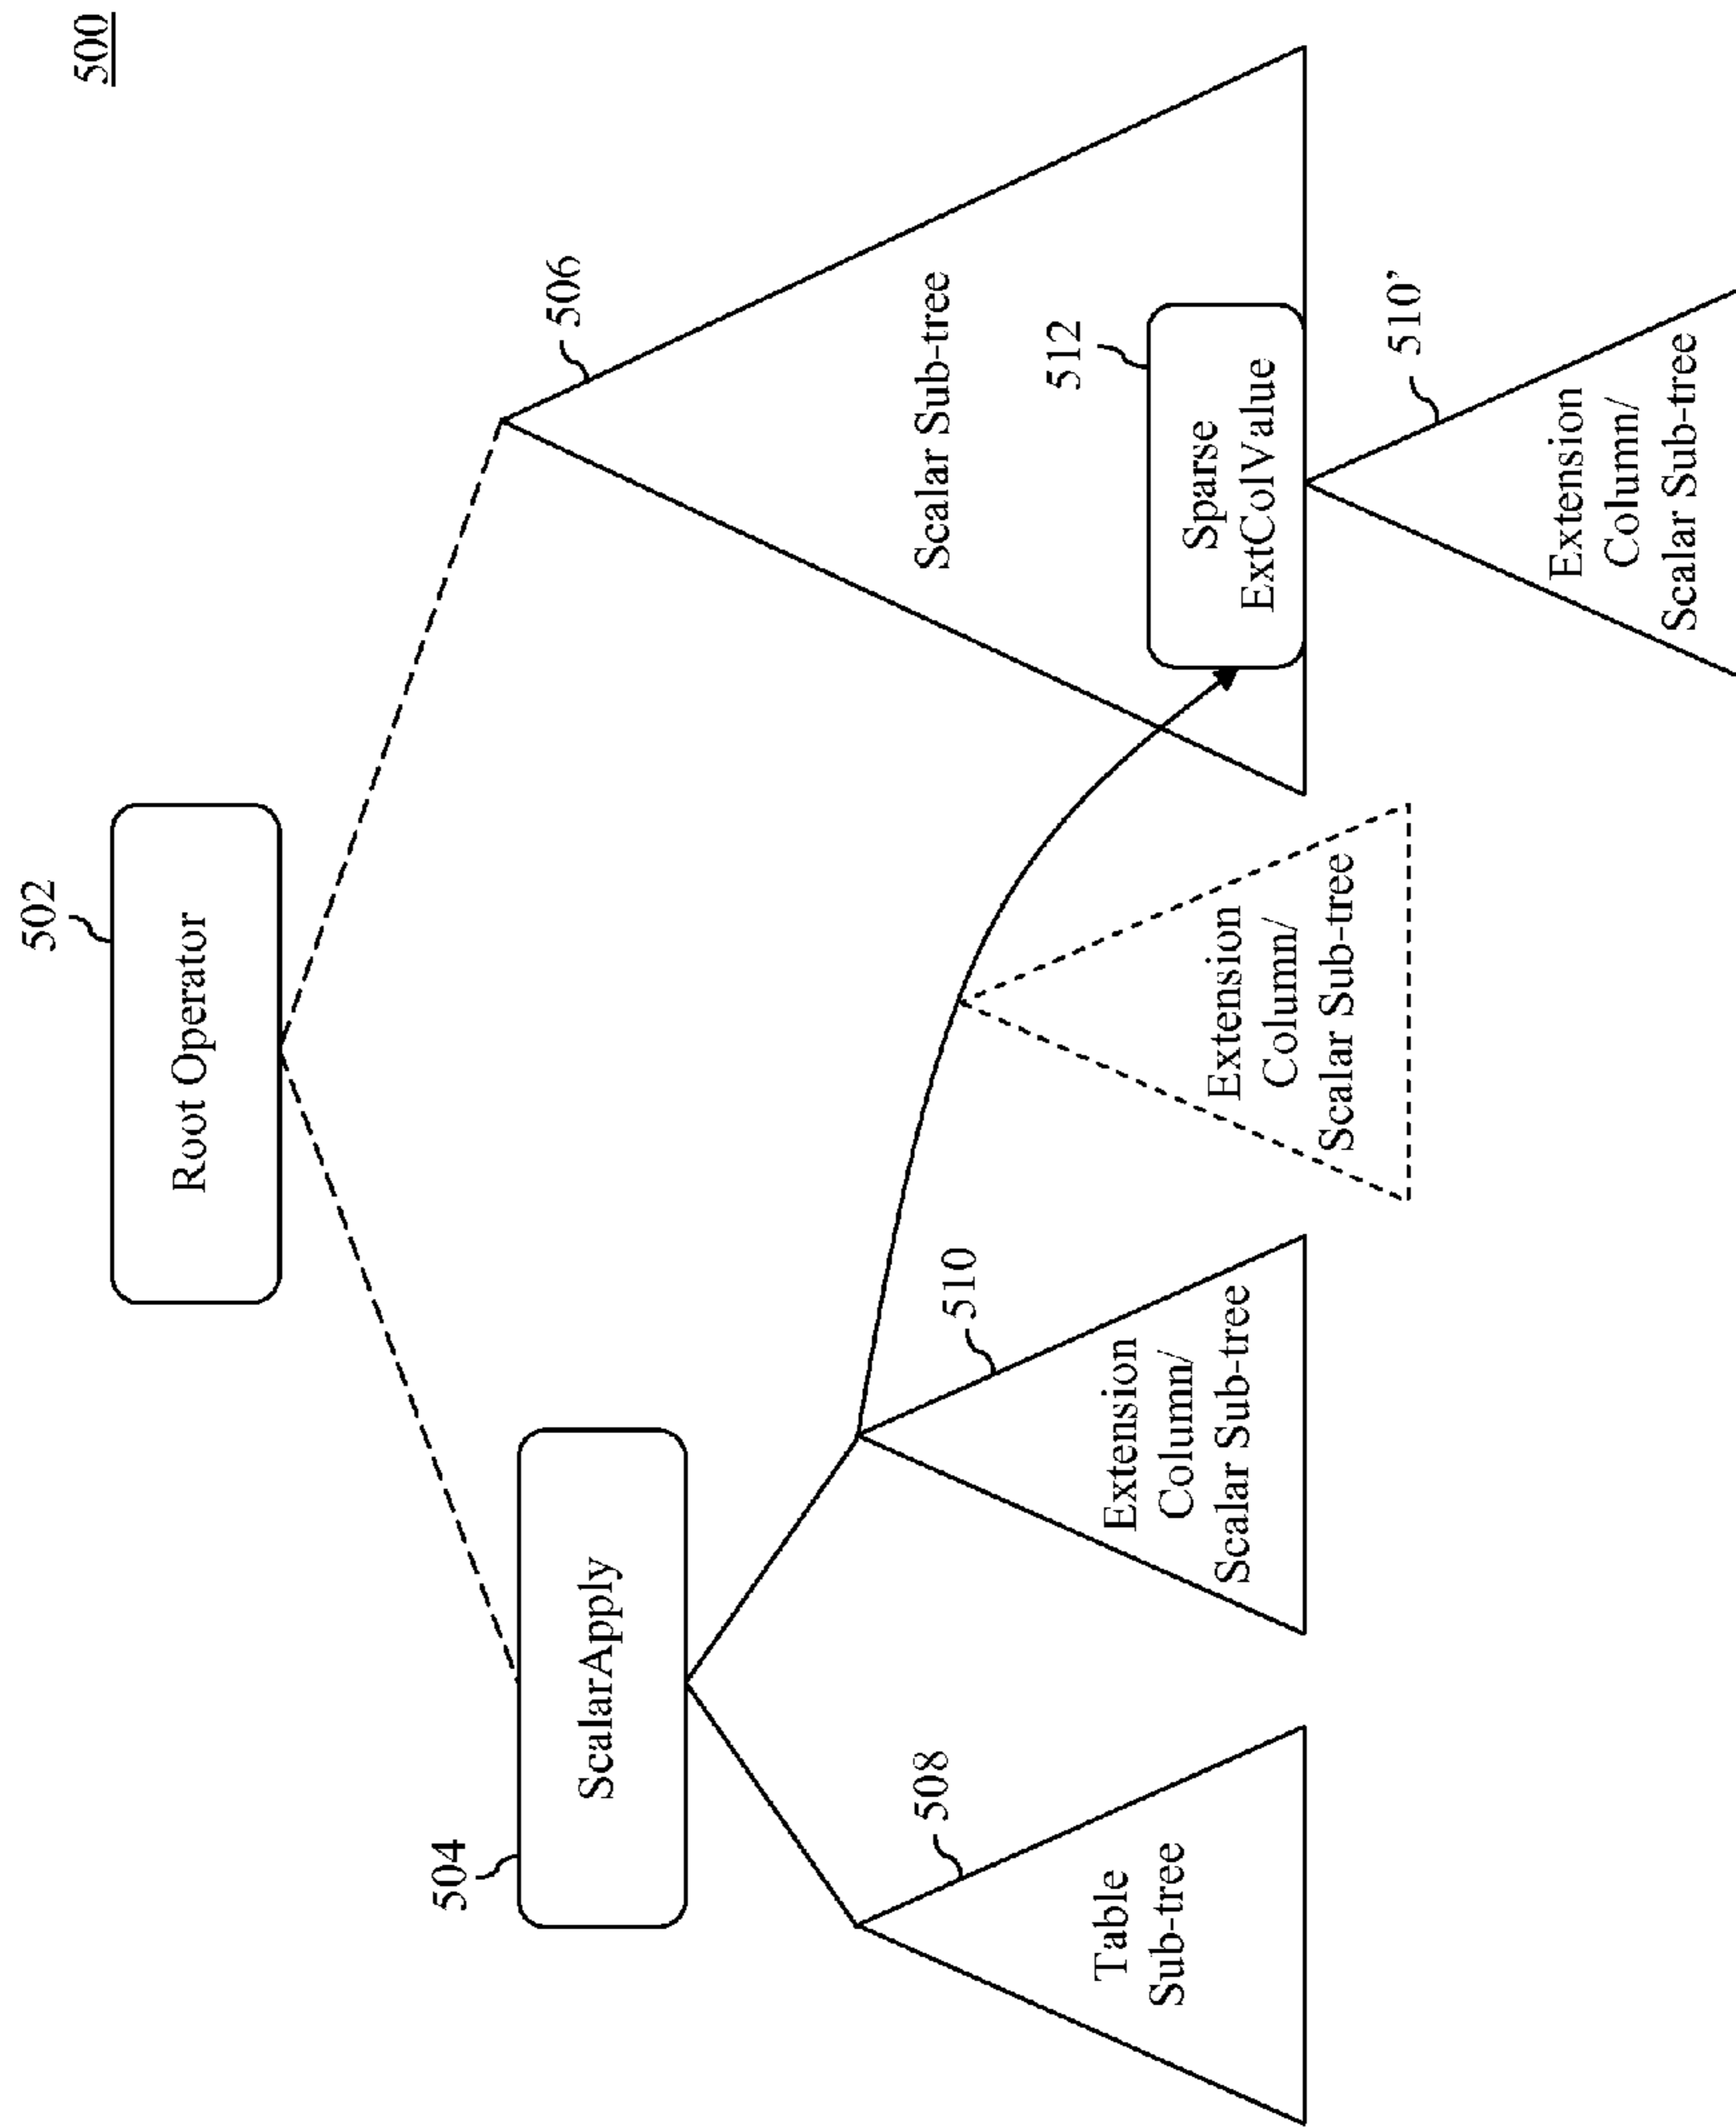 500
502
Root Operator
504
ScalarApply
506
Scalar Sub-tree
508
Table
Sub-tree
510
Extension
Column/
Scalar Sub-tree
Extension
Column/
Scalar Sub-tree
512
Sparse
ExtColValue
510’
Extension
Column/
Scalar Sub-tree